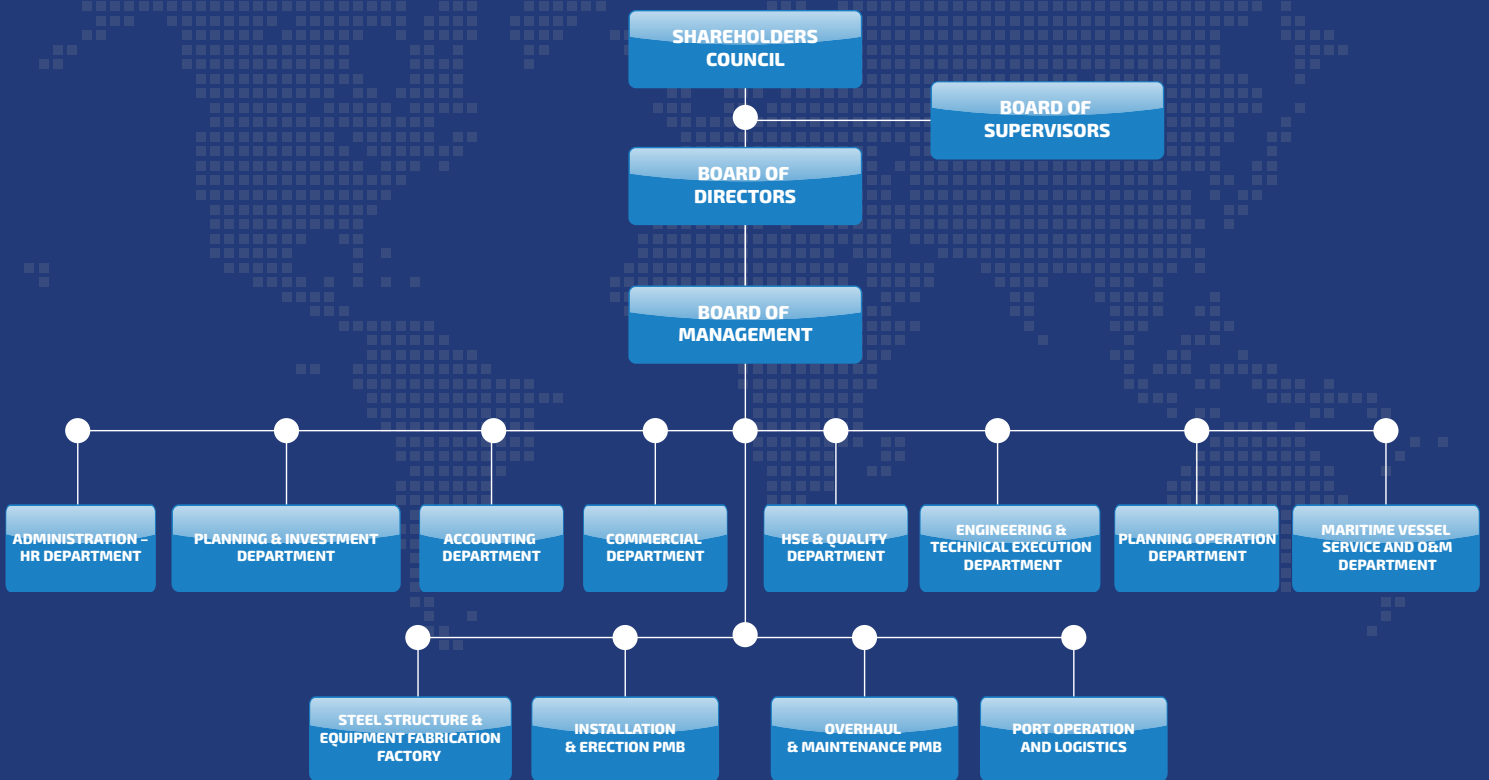 SHAREHOLDERS
COUNCIL
BOARD OF
SUPERVISORS
BOARD OF
DIRECTORS
BOARD OF
MANAGEMENT
ADMINISTRATION –
HR DEPARTMENT
PLANNING & INVESTMENT
DEPARTMENT
ACCOUNTING
DEPARTMENT
COMMERCIAL
DEPARTMENT
HSE & QUALITY
DEPARTMENT
ENGINEERING &
TECHNICAL EXECUTION
DEPARTMENT
PLANNING OPERATION
DEPARTMENT
MARITIME VESSEL
SERVICE AND O&M
DEPARTMENT
STEEL STRUCTURE &
EQUIPMENT FABRICATION
FACTORY
INSTALLATION
& ERECTION PMB
OVERHAUL
& MAINTENANCE PMB
PORT OPERATION
AND LOGISTICS